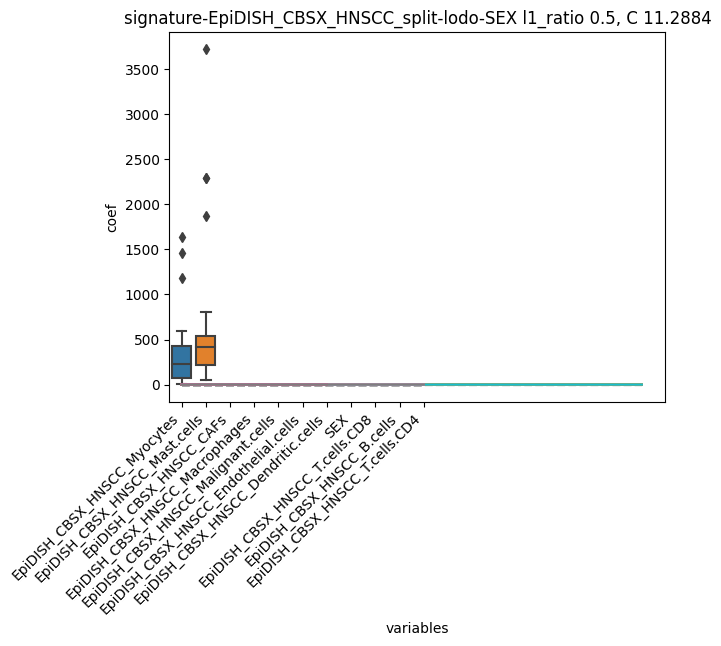 signature-EpiDISH_CBSX_HNSCC_split-lodo-SEX l1_ratio 0.5, C 11.2884
3500
3000
2500
2000
1500
1000
500
0
coef
EpiDISH_CBSX_HNSCC_Myocytes
EpiDISH_CBSX_HNSCC_Mast.cells
EpiDISH_CBSX_HNSCC_CAFs
EpiDISH_CBSX_HNSCC_Macrophages
EpiDISH_CBSX_HNSCC_Malignant.cells
EpiDISH_CBSX_HNSCC_Endothelial.cells
EpiDISH_CBSX_HNSCC_Dendritic.cells
SEX
EpiDISH_CBSX_HNSCC_T.cells.CD8
EpiDISH_CBSX_HNSCC_B.cells
EpiDISH_CBSX_HNSCC_T.cells.CD4
variables